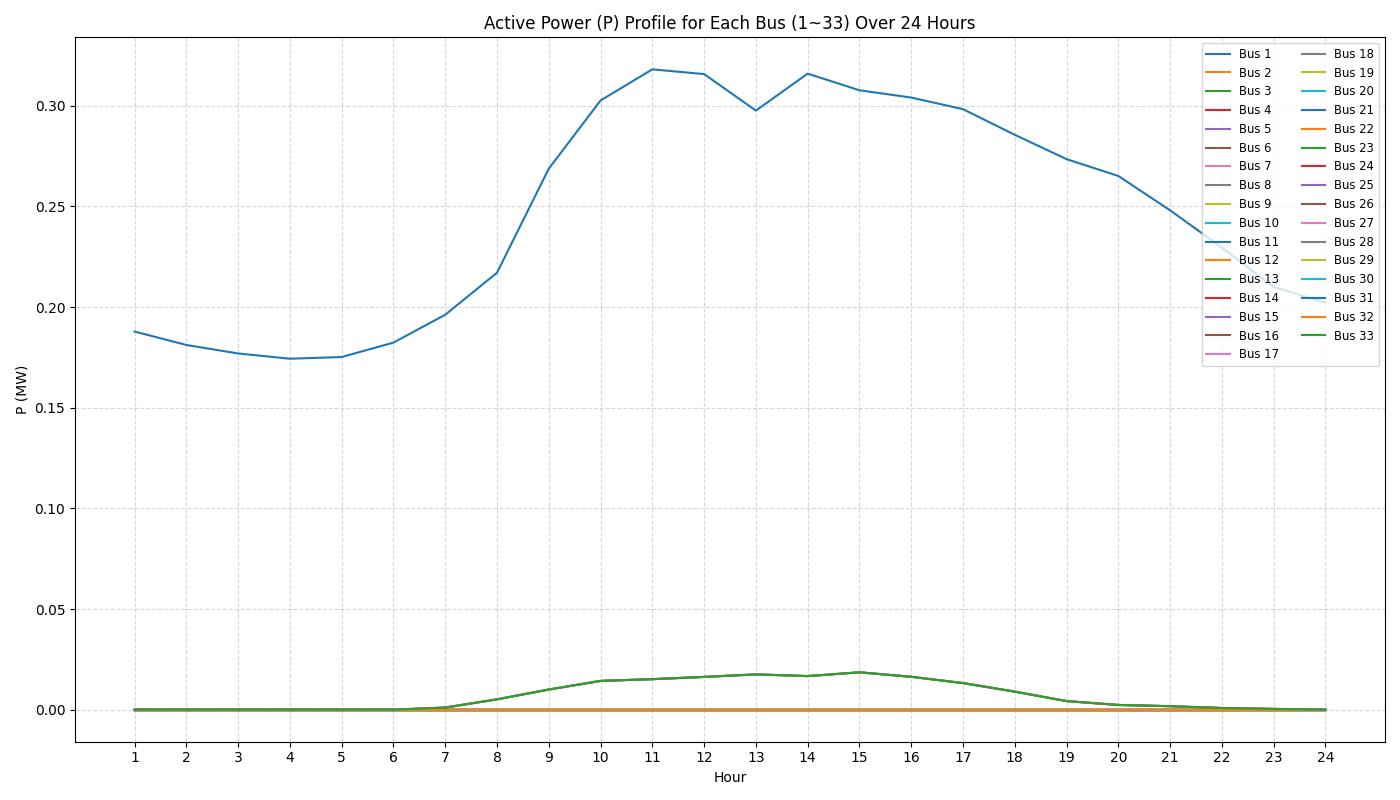 Active Power (P) Profile for Each Bus (1~33) Over 24 Hours
P (MW)
0.30
0.25
0.20
0.15
0.10
0.05
0.00
Bus 1
Bus 2
Bus 3
Bus 4
Bus 5
Bus 6
Bus 7
Bus 8
Bus 9
Bus 10
Bus 11
Bus 12
Bus 13
Bus 14
Bus 15
Bus 16
Bus 17
Bus 18
Bus 19
Bus 20
Bus 21
Bus 22
Bus 23
Bus 24
Bus 25
Bus 26
Bus 27
Bus 28
Bus 29
Bus 30
Bus 31
Bus 32
Bus 33
1 2 3 4 5 6 7 8 9 10 11 12 13 14 15 16 17 18 19 20 21 22 23 24
Hour